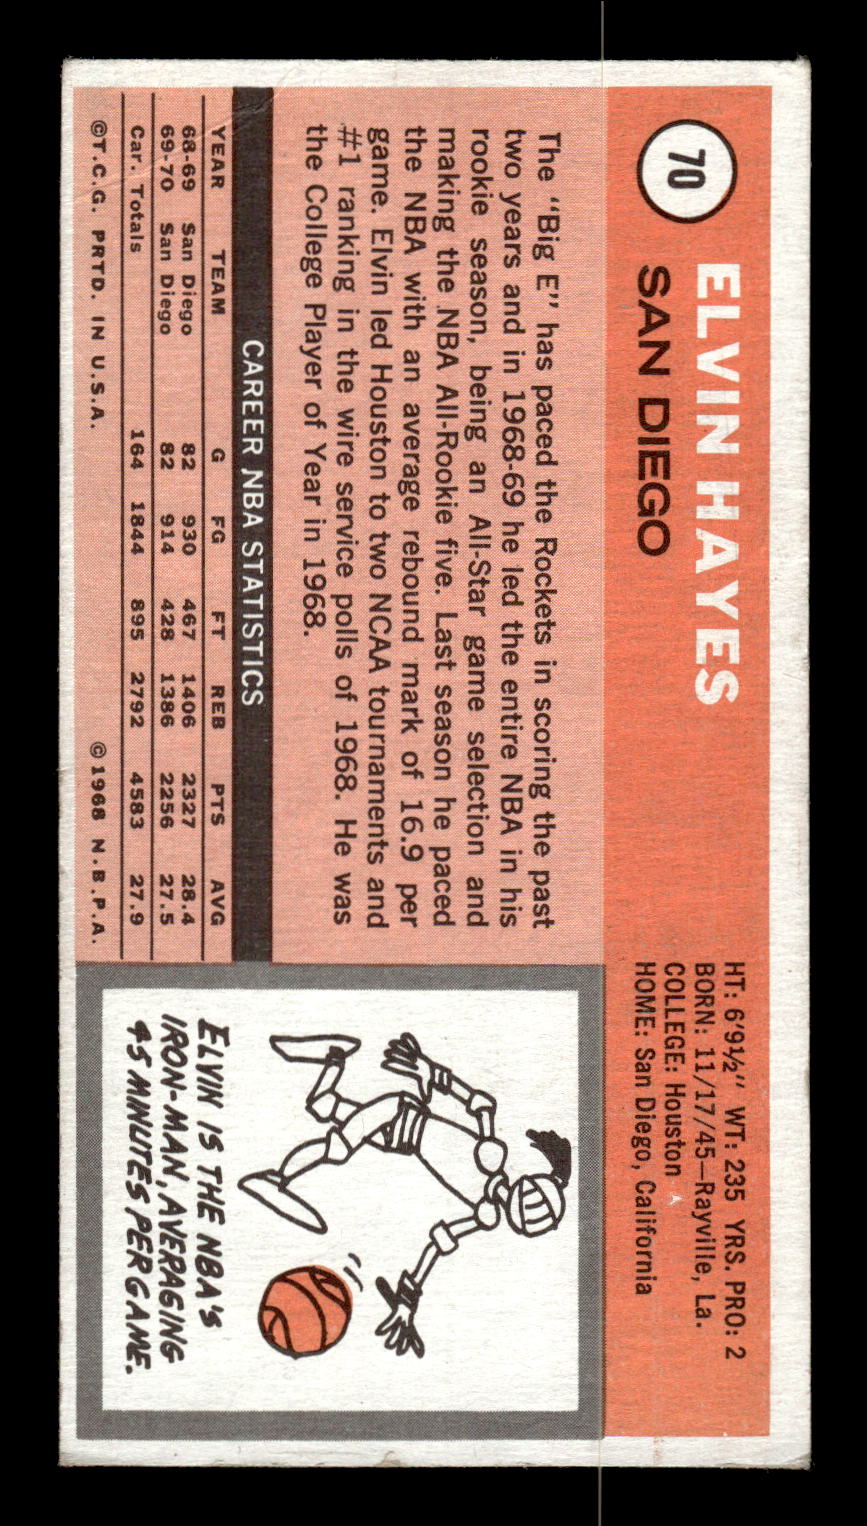 70
ELVIN HAYES
SAN DIEGO
HT: 6'9½" WT: 235 YRS. PRO: 2
BORN: 11/17/45—Rayville, La.
COLLEGE: Houston
HOME: San Diego, California
The "Big E" has paced the Rockets in scoring the past
two years and in 1968-69 he led the entire NBA in his
rookie season, being an All-Star game selection and
making the NBA All-Rookie five. Last season he paced
the NBA with an average rebound mark of 16.9 per
game. Elvin led Houston to two NCAA tournaments and
#1 ranking in the wire service polls of 1968. He was
the College Player of Year in 1968.
CAREER NBA STATISTICS
YEAR TEAM G FG FT REB PTS AVG
68-69 San Diego 82 930 467 1406 2327 28.4
69-70 San Diego 82 914 428 1386 2256 27.5
Car. Totals 164 1844 895 2792 4583 27.9
©T.C.G. PRTD. IN U.S.A. ©1968 N.B.P.A.
ELVIN IS THE NBA'S
IRON-MAN, AVERAGING
45 MINUTES PER GAME.